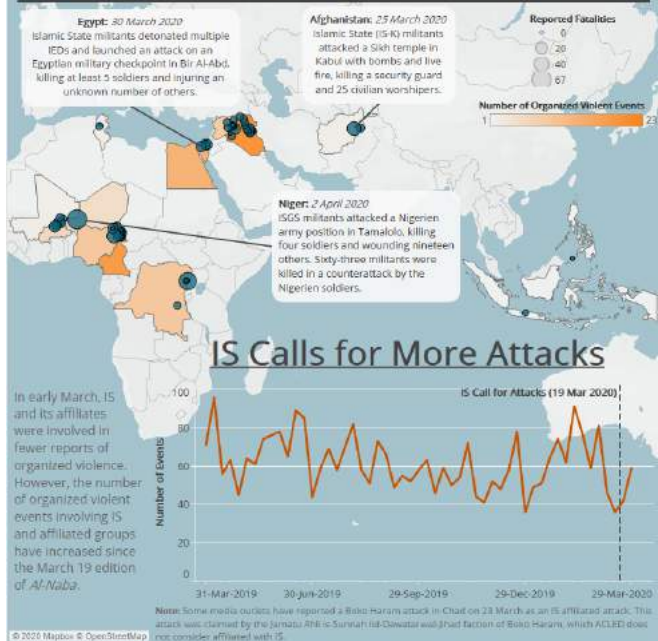 Egypt: 30 March 2020
Islamic State militants detonated multiple
IEDs and launched an attack on an
Egyptian military checkpoint in Bir Al-Abd,
killing at least 5 soldiers and injuring an
unknown number of others.
Afghanistan: 25 March 2020
Islamic State (IS-K) militants
attacked a Sikh temple in
Kabul with bombs and live
fire, killing a security guard
and 25 civilian worshipers.
Reported Fatalities
0
20
40
67
Number of Organized Violent Events
1
23
Niger: 2 April 2020
ISGS militants attacked a Nigerien
army position in Tamalolo, killing
four soldiers and wounding nineteen
others. Sixty-three militants were
killed in a counterattack by the
Nigerien soldiers.
IS Calls for More Attacks
In early March, IS
and its affiliates
were involved in
fewer reports of
organized violence.
However, the number
of organized violent
events involving IS
and affiliated groups
have increased since
the March 19 edition
of Al-Naba.
IS Call for Attacks (19 Mar 2020)
Number of Events
100
80
60
40
20
0
31-Mar-2019
30-Jun-2019
29-Sep-2019
29-Dec-2019
29-Mar-2020
Note: Some media outlets have reported a Boko Haram attack in Chad on 23 March as an IS affiliated attack. This
attack was claimed by the Jamatu Ahli is-Sunnah lid-Dawatai wal-Jihad faction of Boko Haram, which ACLED does
not consider affiliated with IS.
© 2020 Mapbox © OpenStreetMap